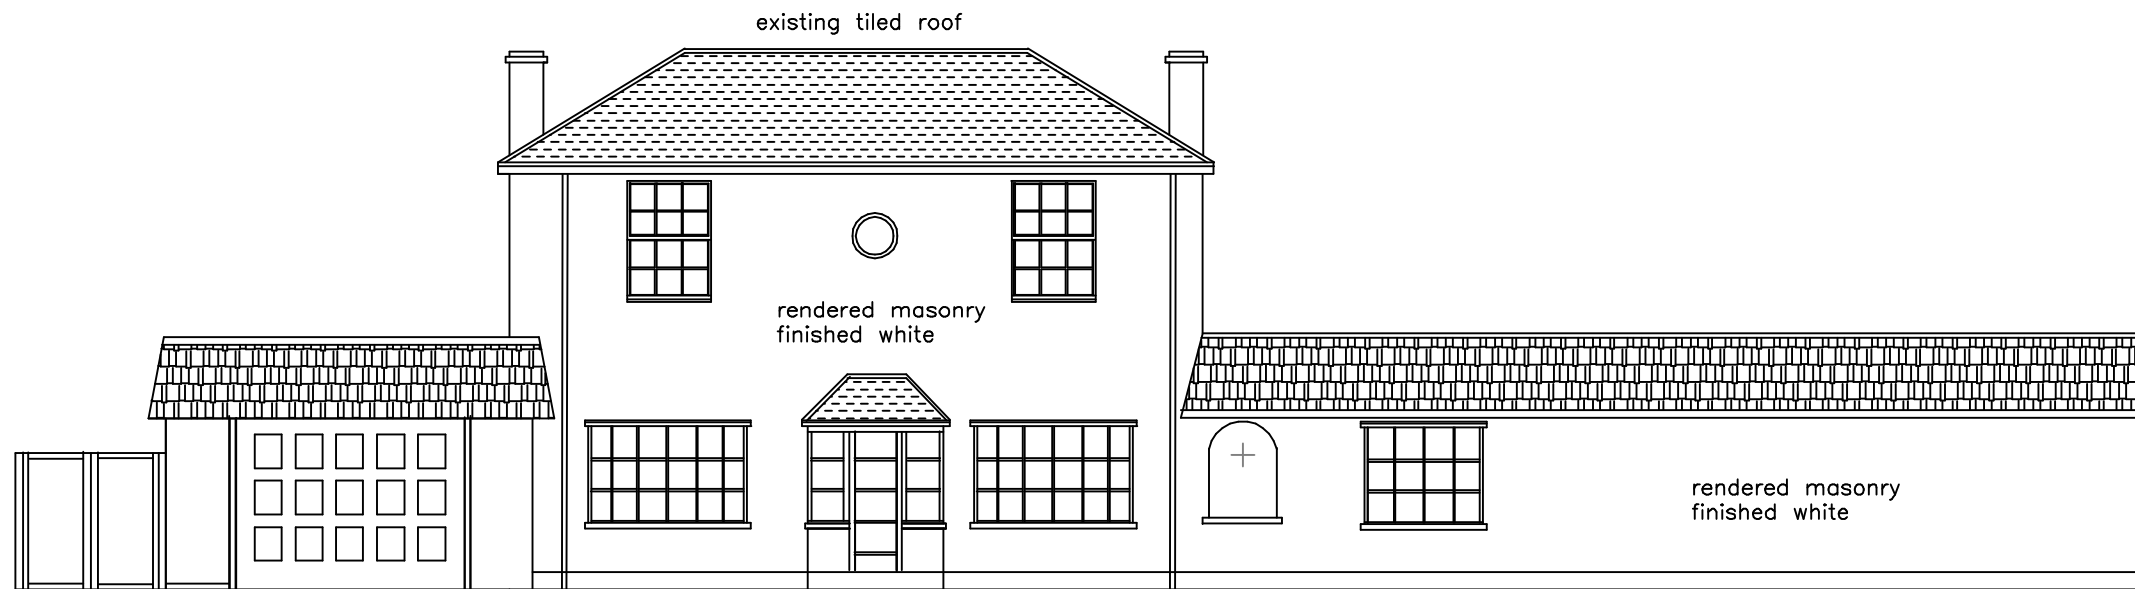 existing tiled roof
rendered masonry
finished white
rendered masonry
finished white